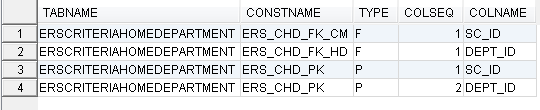 TABNAME CONSTNAME TYPE COLSEQ COLNAME
1 ERSCRITERIAHOMEDEPARTMENT ERS_CHD_FK_CM F 1 SC_ID
2 ERSCRITERIAHOMEDEPARTMENT ERS_CHD_FK_HD F 1 DEPT_ID
3 ERSCRITERIAHOMEDEPARTMENT ERS_CHD_PK P 1 SC_ID
4 ERSCRITERIAHOMEDEPARTMENT ERS_CHD_PK P 2 DEPT_ID